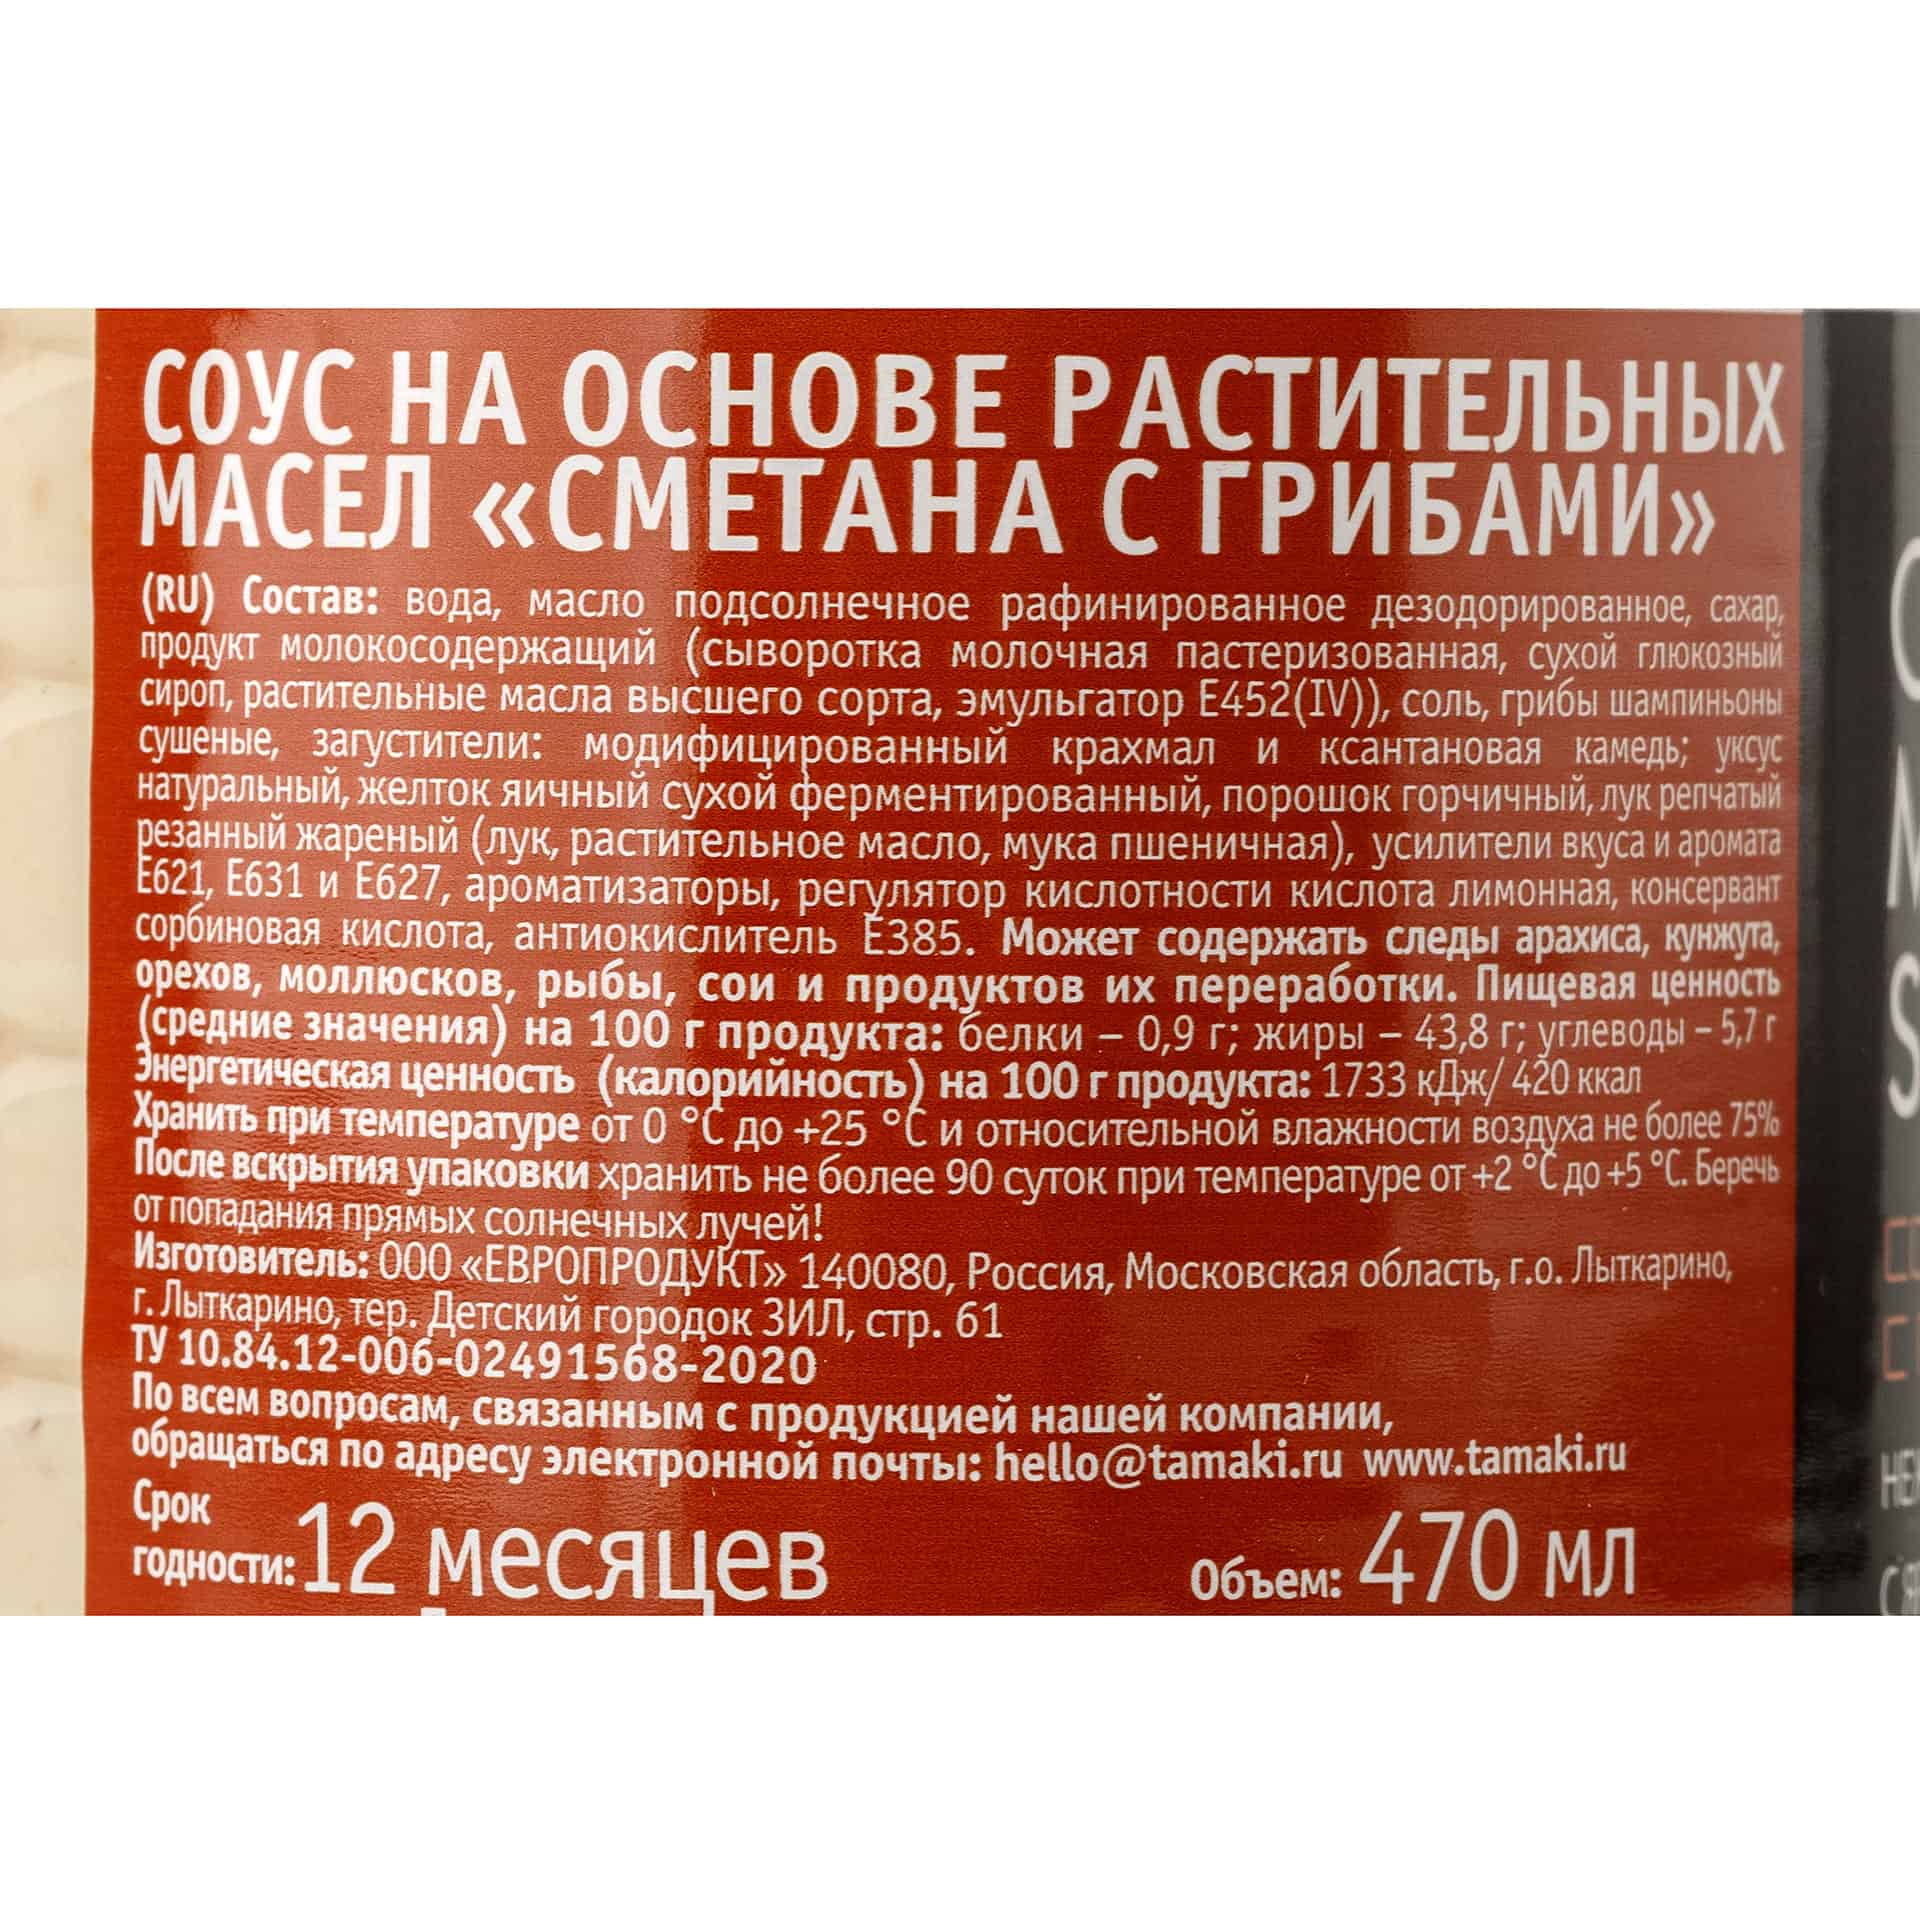 СОУС НА ОСНОВЕ РАСТИТЕЛЬНЫХ
МАСЕЛ «СМЕТАНА С ГРИБАМИ»
(RU) Состав: вода, масло подсолнечное рафинированное дезодорированное, сахар,
продукт молокосодержащий (сыворотка молочная пастеризованная, сухой глюкозный
сироп, растительные масла высшего сорта, эмульгатор Е452(IV)), соль, грибы шампиньоны
сушеные, загустители: модифицированный крахмал и ксантановая камедь; уксус
натуральный, желток яичный сухой ферментированный, порошок горчичный, лук репчатый
резанный жареный (лук, растительное масло, мука пшеничная), усилители вкуса и аромата
Е621, Е631 и Е627, ароматизаторы, регулятор кислотности кислота лимонная, консервант
сорбиновая кислота, антиокислитель Е385. Может содержать следы арахиса, кунжута,
орехов, моллюсков, рыбы, сои и продуктов их переработки. Пищевая ценность
(средние значения) на 100 г продукта: белки – 0,9 г; жиры – 43,8 г; углеводы – 5,7 г
Энергетическая ценность (калорийность) на 100 г продукта: 1733 кДж/ 420 ккал
Хранить при температуре от 0 °С до +25 °С и относительной влажности воздуха не более 75%
После вскрытия упаковки хранить не более 90 суток при температуре от +2 °С до +5 °С. Беречь
от попадания прямых солнечных лучей!
Изготовитель: ООО «ЕВРОПРОДУКТ» 140080, Россия, Московская область, г.о. Лыткарино,
г. Лыткарино, тер. Детский городок ЗИЛ, стр. 61
ТУ 10.84.12-006-02491568-2020
По всем вопросам, связанным с продукцией нашей компании,
обращаться по адресу электронной почты: hello@tamaki.ru www.tamaki.ru
Срок
годности: 12 месяцев
Объем: 470 мл